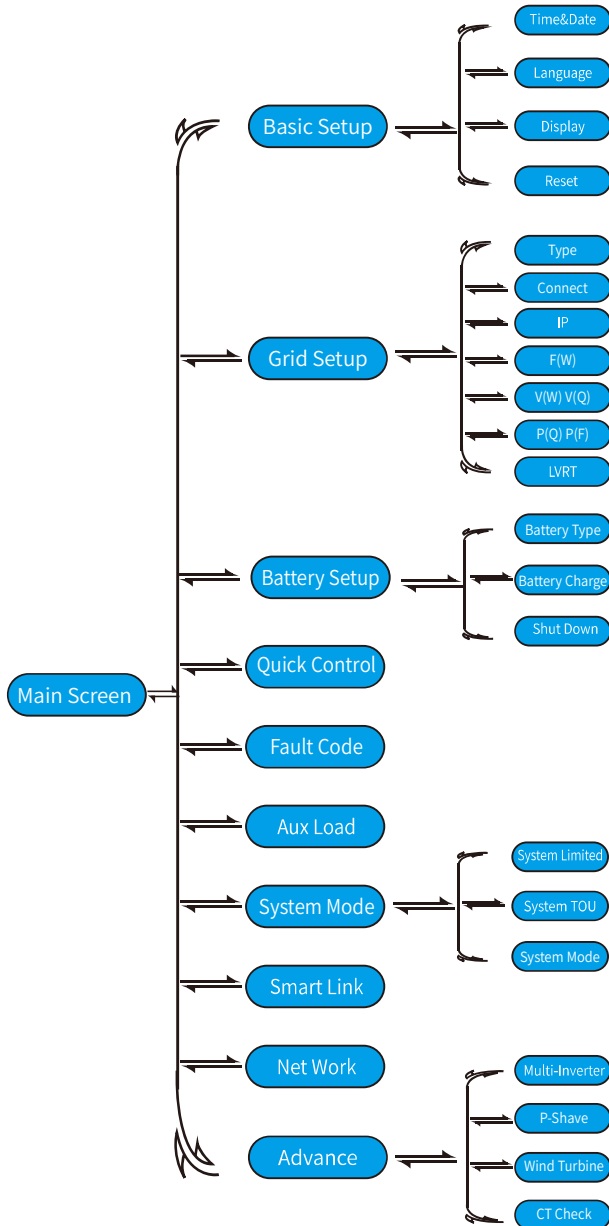 Time&Date
Language
Basic Setup
Display
Reset
Type
Connect
IP
Grid Setup
F(W)
V(W) V(Q)
P(Q) P(F)
LVRT
Battery Type
Battery Setup
Battery Charge
Shut Down
Quick Control
Main Screen
Fault Code
Aux Load
System Limited
System Mode
System TOU
System Mode
Smart Link
Net Work
Multi-Inverter
P-Shave
Advance
Wind Turbine
CT Check